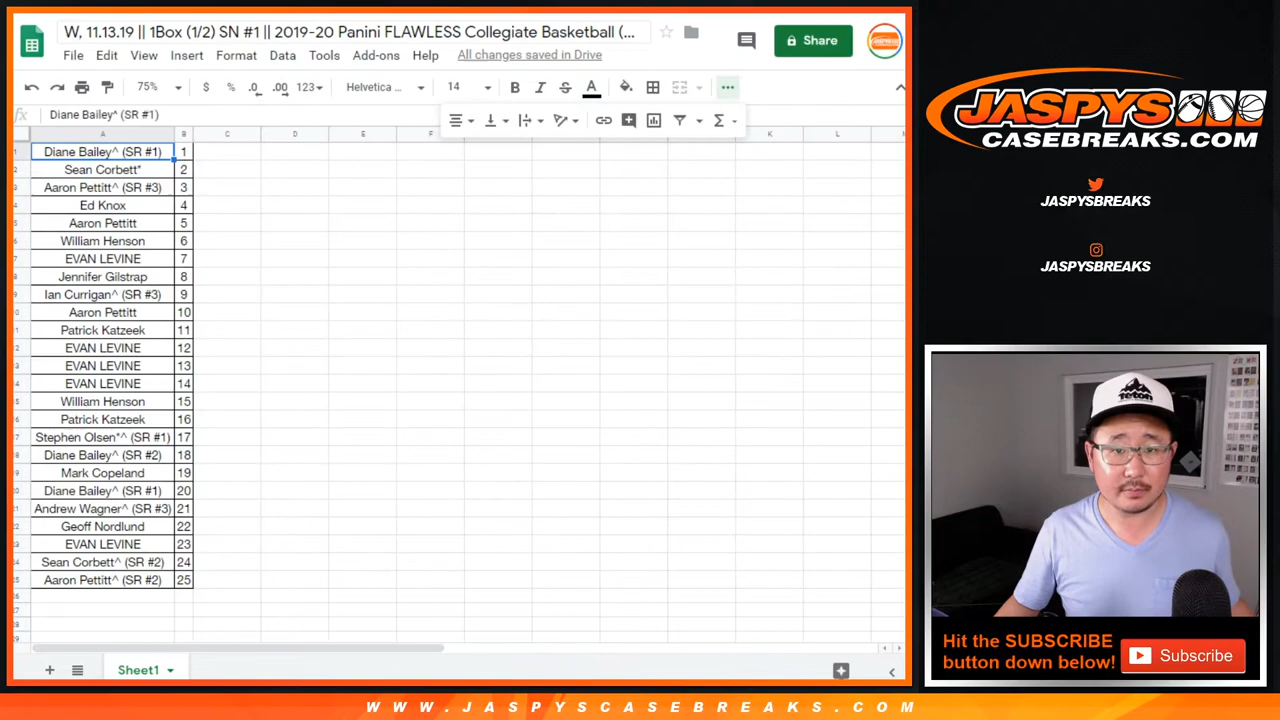 W, 11.13.19 || 1Box (1/2) SN #1 || 2019-20 Panini FLAWLESS Collegiate Basketball (...
File Edit View Insert Format Data Tools Add-ons Help All changes saved in Drive
Share
75% $ % .0 .00 123 Helvetica ... 14 B I S A
fx Diane Bailey^ (SR #1)
A B C D E F K L
Diane Bailey^ (SR #1) 1
Sean Corbett* 2
Aaron Pettitt^ (SR #3) 3
Ed Knox 4
Aaron Pettitt 5
William Henson 6
EVAN LEVINE 7
Jennifer Gilstrap 8
Ian Currigan^ (SR #3) 9
Aaron Pettitt 10
Patrick Katzeek 11
EVAN LEVINE 12
EVAN LEVINE 13
EVAN LEVINE 14
William Henson 15
Patrick Katzeek 16
Stephen Olsen*^ (SR #1) 17
Diane Bailey^ (SR #2) 18
Mark Copeland 19
Diane Bailey^ (SR #1) 20
Andrew Wagner^ (SR #3) 21
Geoff Nordlund 22
EVAN LEVINE 23
Sean Corbett^ (SR #2) 24
Aaron Pettitt^ (SR #2) 25
Sheet1
JASPYS
CASEBREAKS.COM
JASPYSBREAKS
JASPYSBREAKS
TETON
Hit the SUBSCRIBE
button down below!
Subscribe
WWW.JASPYSCASEBREAKS.COM